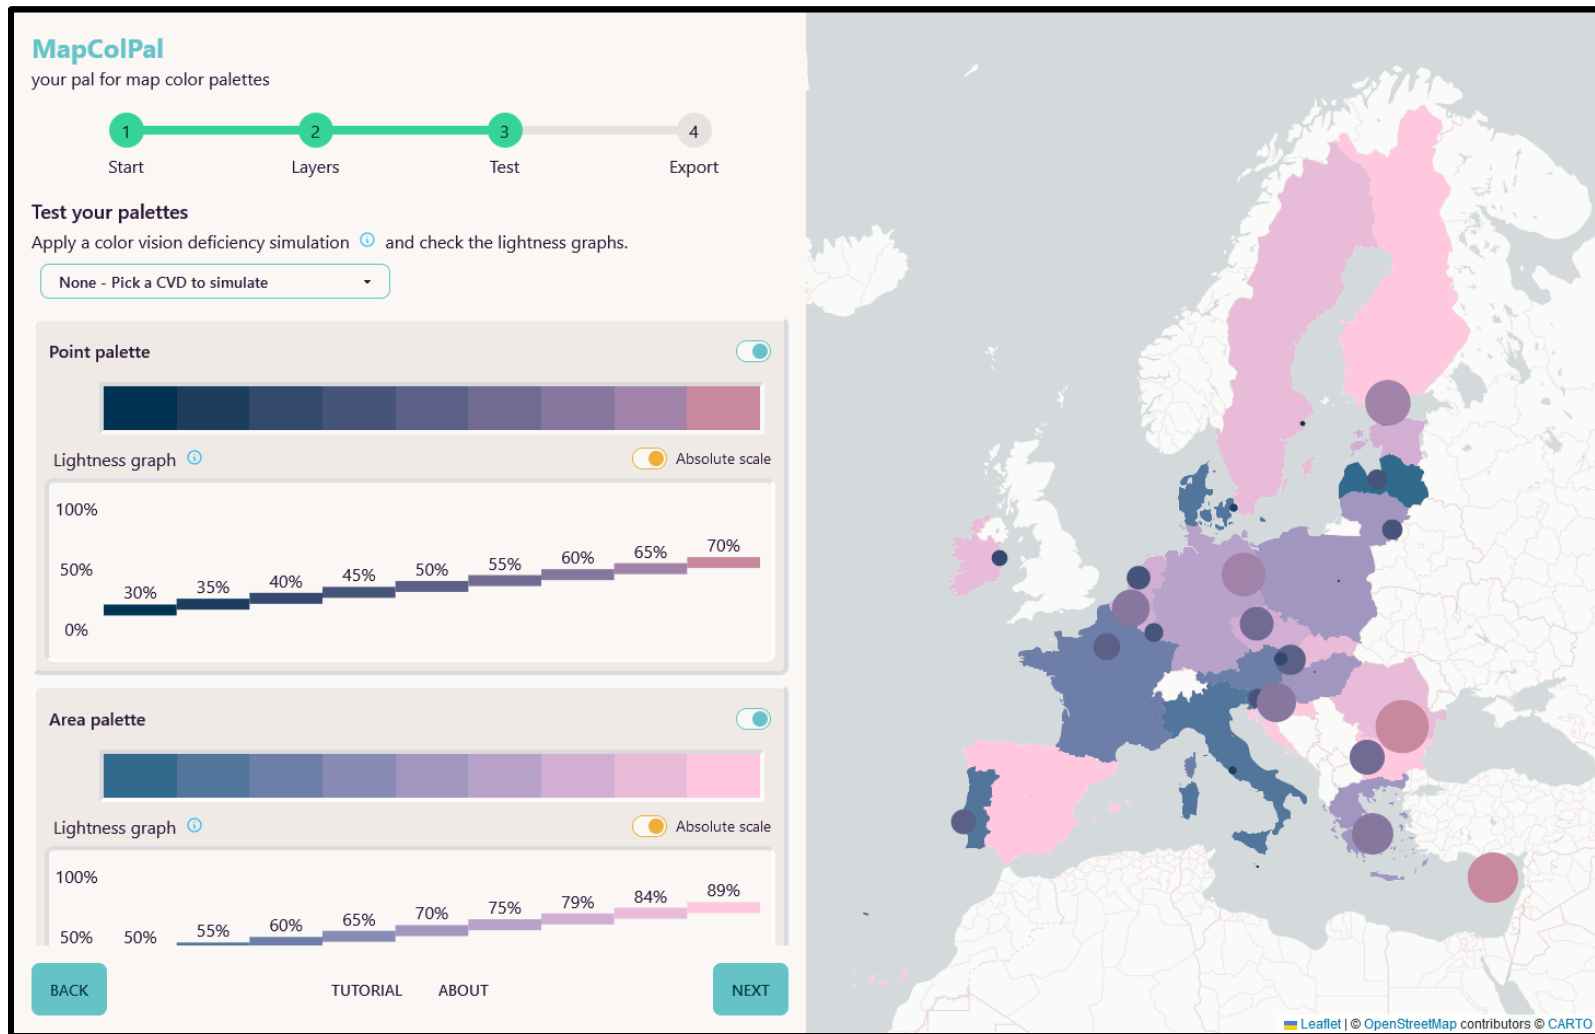 MapColPal
your pal for map color palettes
1 2 3 4
Start Layers Test Export
Test your palettes
Apply a color vision deficiency simulation and check the lightness graphs.
None - Pick a CVD to simulate
Point palette
Lightness graph Absolute scale
100%
50%
0%
30% 35% 40% 45% 50% 55% 60% 65% 70%
Area palette
Lightness graph Absolute scale
100%
50%
50% 55% 60% 65% 70% 75% 79% 84% 89%
BACK TUTORIAL ABOUT NEXT
Leaflet | © OpenStreetMap contributors © CARTO